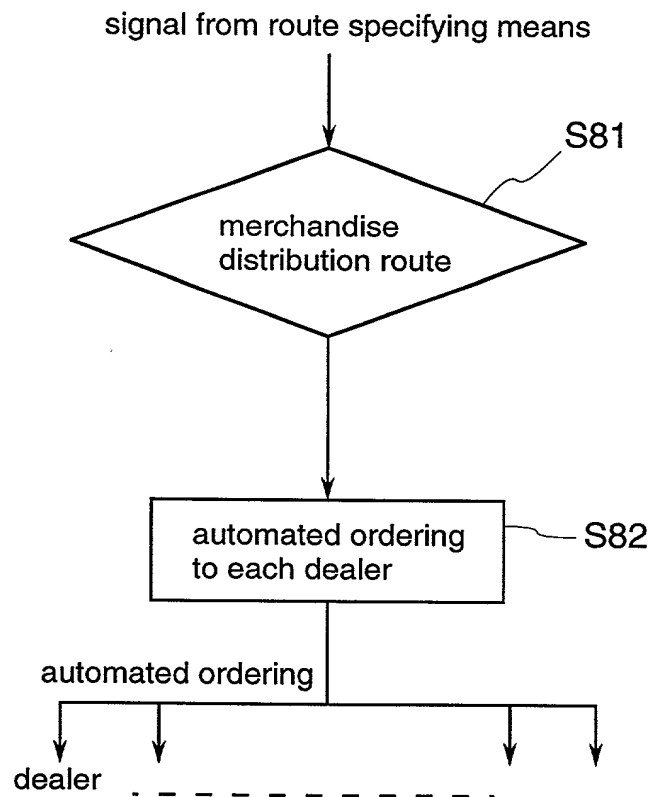 signal from route specifying means
S81
merchandise
distribution route
automated ordering
to each dealer
S82
automated ordering
dealer